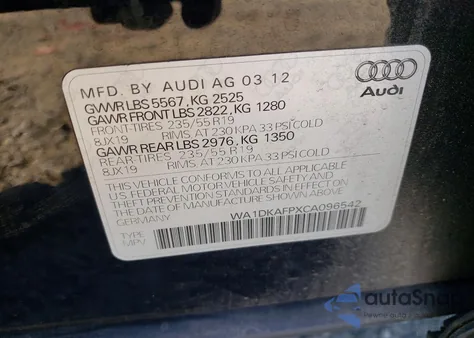 MFD. BY AUDI AG 03 12
GVWR LBS 5567, KG 2525
GAWR FRONT LBS 2822, KG 1280
FRONT-TIRES 235/55 R19
8JX19 RIMS, AT 230 KPA 33 PSI COLD
GAWR REAR LBS 2976, KG 1350
REAR-TIRES 235/55 R19
8JX19 RIMS, AT 230 KPA 33 PSI COLD
THIS VEHICLE CONFORMS TO ALL APPLICABLE
U.S. FEDERAL MOTOR VEHICLE SAFETY AND
THEFT PREVENTION STANDARDS IN EFFECT ON THE
DATE OF MANUFACTURE SHOWN ABOVE.
WA1DKAFPXCA096542
TYPE
MPV
Audi
autoSnap